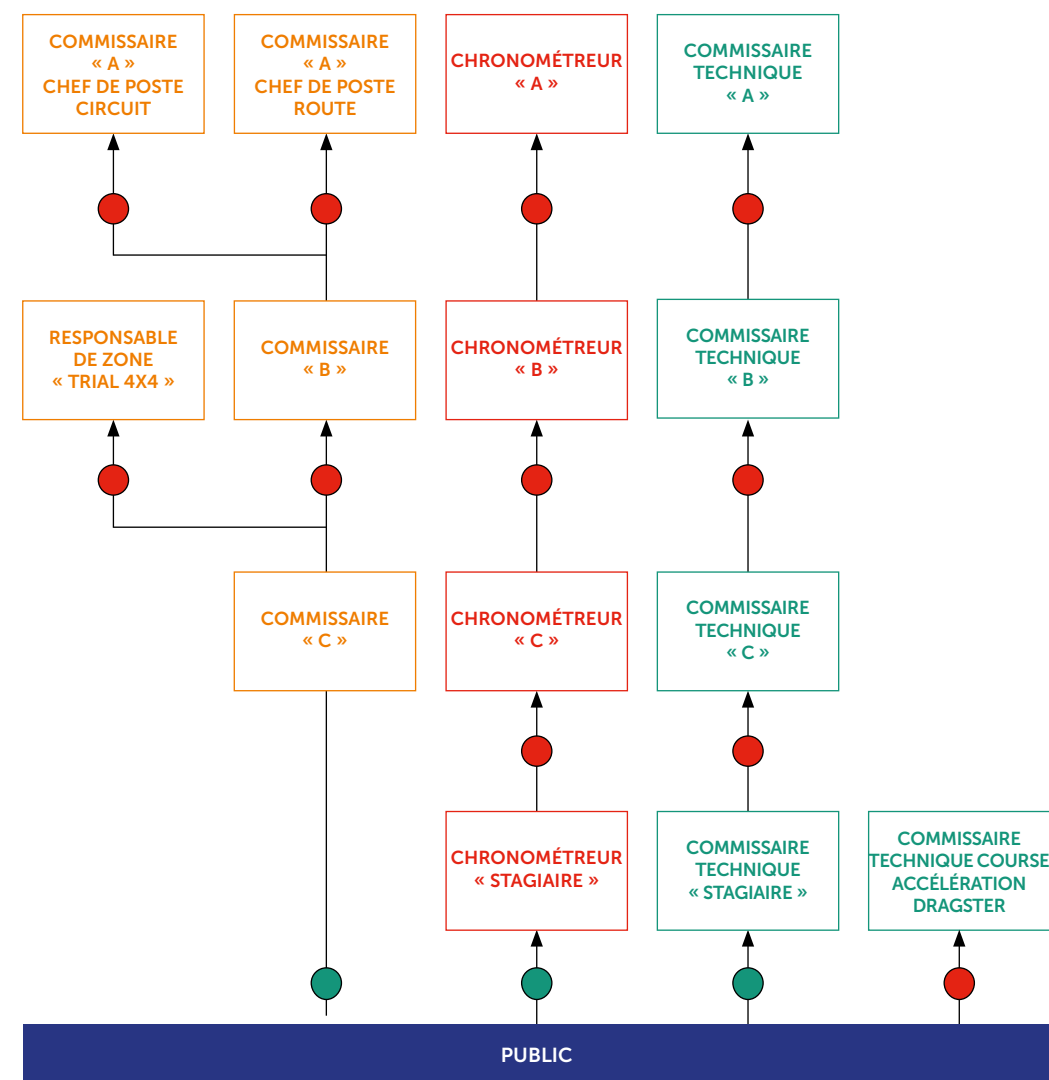 COMMISSAIRE
« A »
CHEF DE POSTE
CIRCUIT
COMMISSAIRE
« A »
CHEF DE POSTE
ROUTE
CHRONOMÉTREUR
« A »
COMMISSAIRE
TECHNIQUE
« A »
RESPONSABLE
DE ZONE
« TRIAL 4X4 »
COMMISSAIRE
« B »
CHRONOMÉTREUR
« B »
COMMISSAIRE
TECHNIQUE
« B »
COMMISSAIRE
« C »
CHRONOMÉTREUR
« C »
COMMISSAIRE
TECHNIQUE
« C »
CHRONOMÉTREUR
« STAGIAIRE »
COMMISSAIRE
TECHNIQUE
« STAGIAIRE »
COMMISSAIRE
TECHNIQUE COURSE
ACCÉLÉRATION
DRAGSTER
PUBLIC